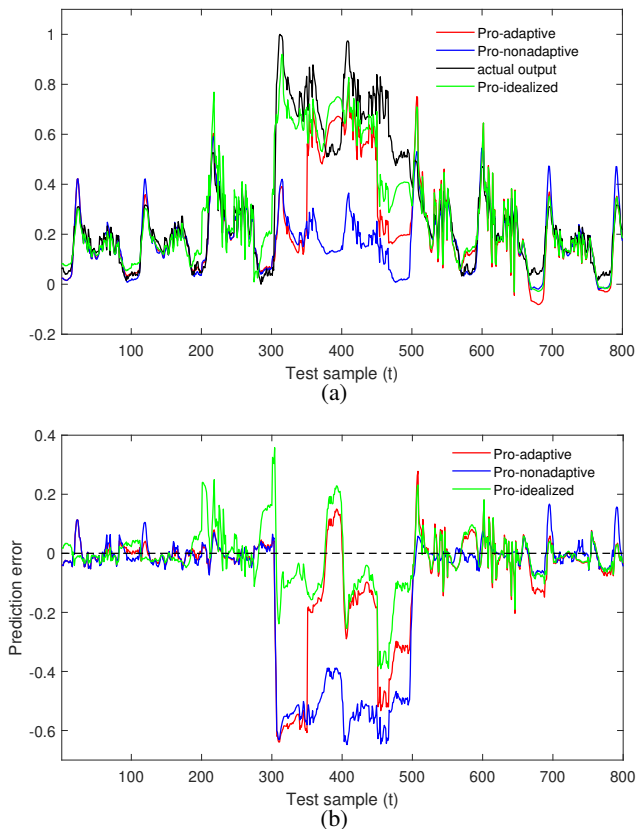 Pro-adaptive
Pro-nonadaptive
actual output
Pro-idealized
1
0.8
0.6
0.4
0.2
0
-0.2
100 200 300 400 500 600 700 800
Test sample (t)
(a)
Pro-adaptive
Pro-nonadaptive
Pro-idealized
Prediction error
0.4
0.2
0
-0.2
-0.4
-0.6
100 200 300 400 500 600 700 800
Test sample (t)
(b)